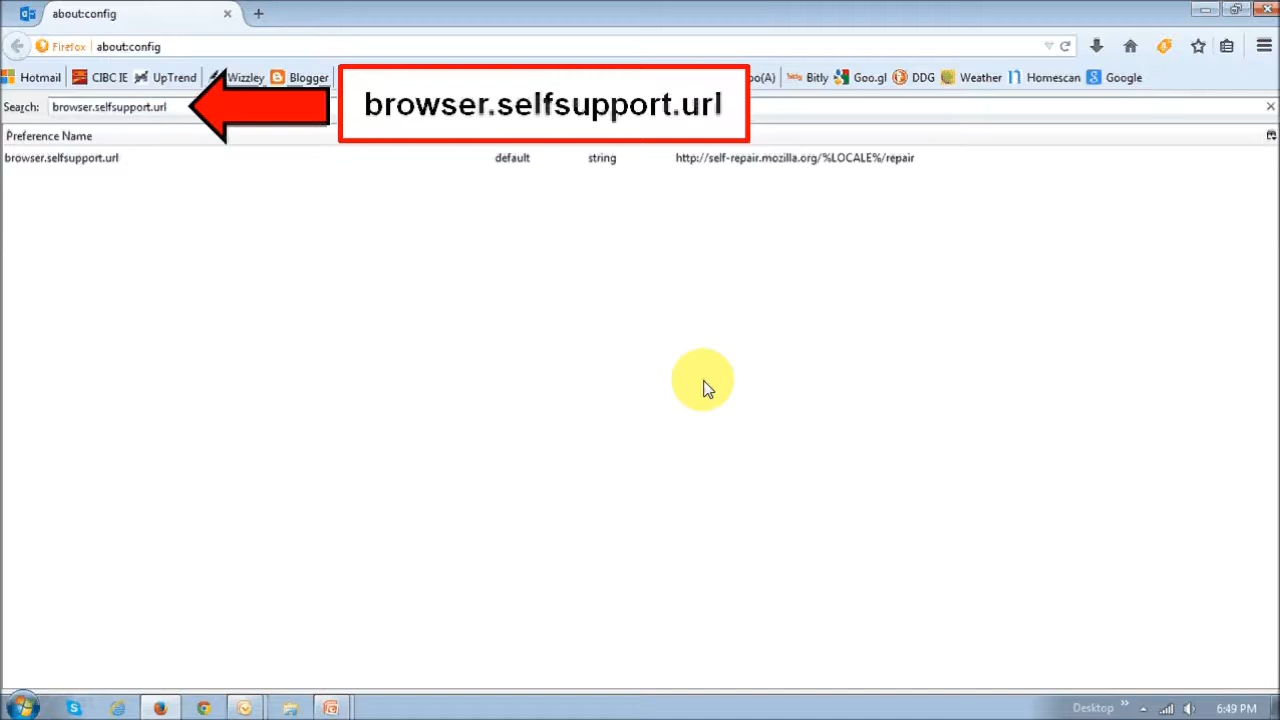 about:config
Firefox about:config
Hotmail CIBC IE UpTrend Wizzley Blogger oo(A) Bitly Goo.gl DDG Weather Homescan Google
Search: browser.selfsupport.url
browser.selfsupport.url
Preference Name
browser.selfsupport.url default string http://self-repair.mozilla.org/%LOCALE%/repair
Desktop 6:49 PM